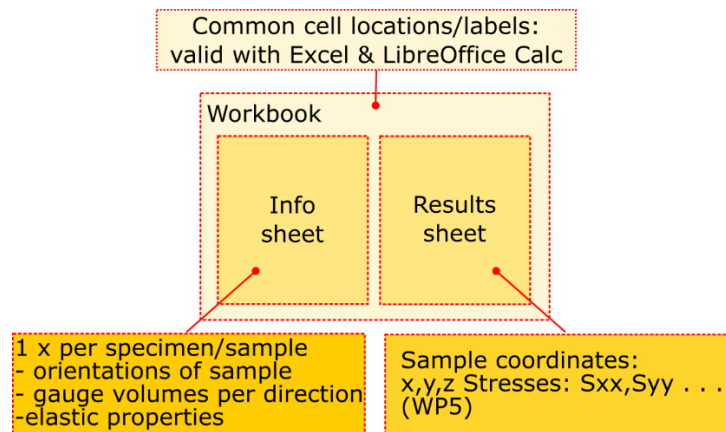 Common cell locations/labels:
valid with Excel & LibreOffice Calc
Workbook
Info
sheet
Results
sheet
1 x per specimen/sample
- orientations of sample
- gauge volumes per direction
-elastic properties
Sample coordinates:
x,y,z Stresses: Sxx,Syy . . .
(WP5)